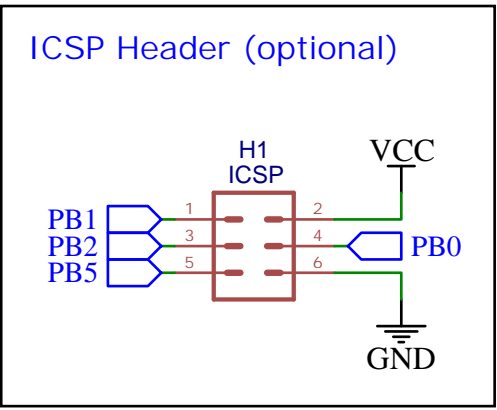 ICSP Header (optional)
H1
ICSP
VCC
PB1 1 2
PB2 3 4 PB0
PB5 5 6
GND